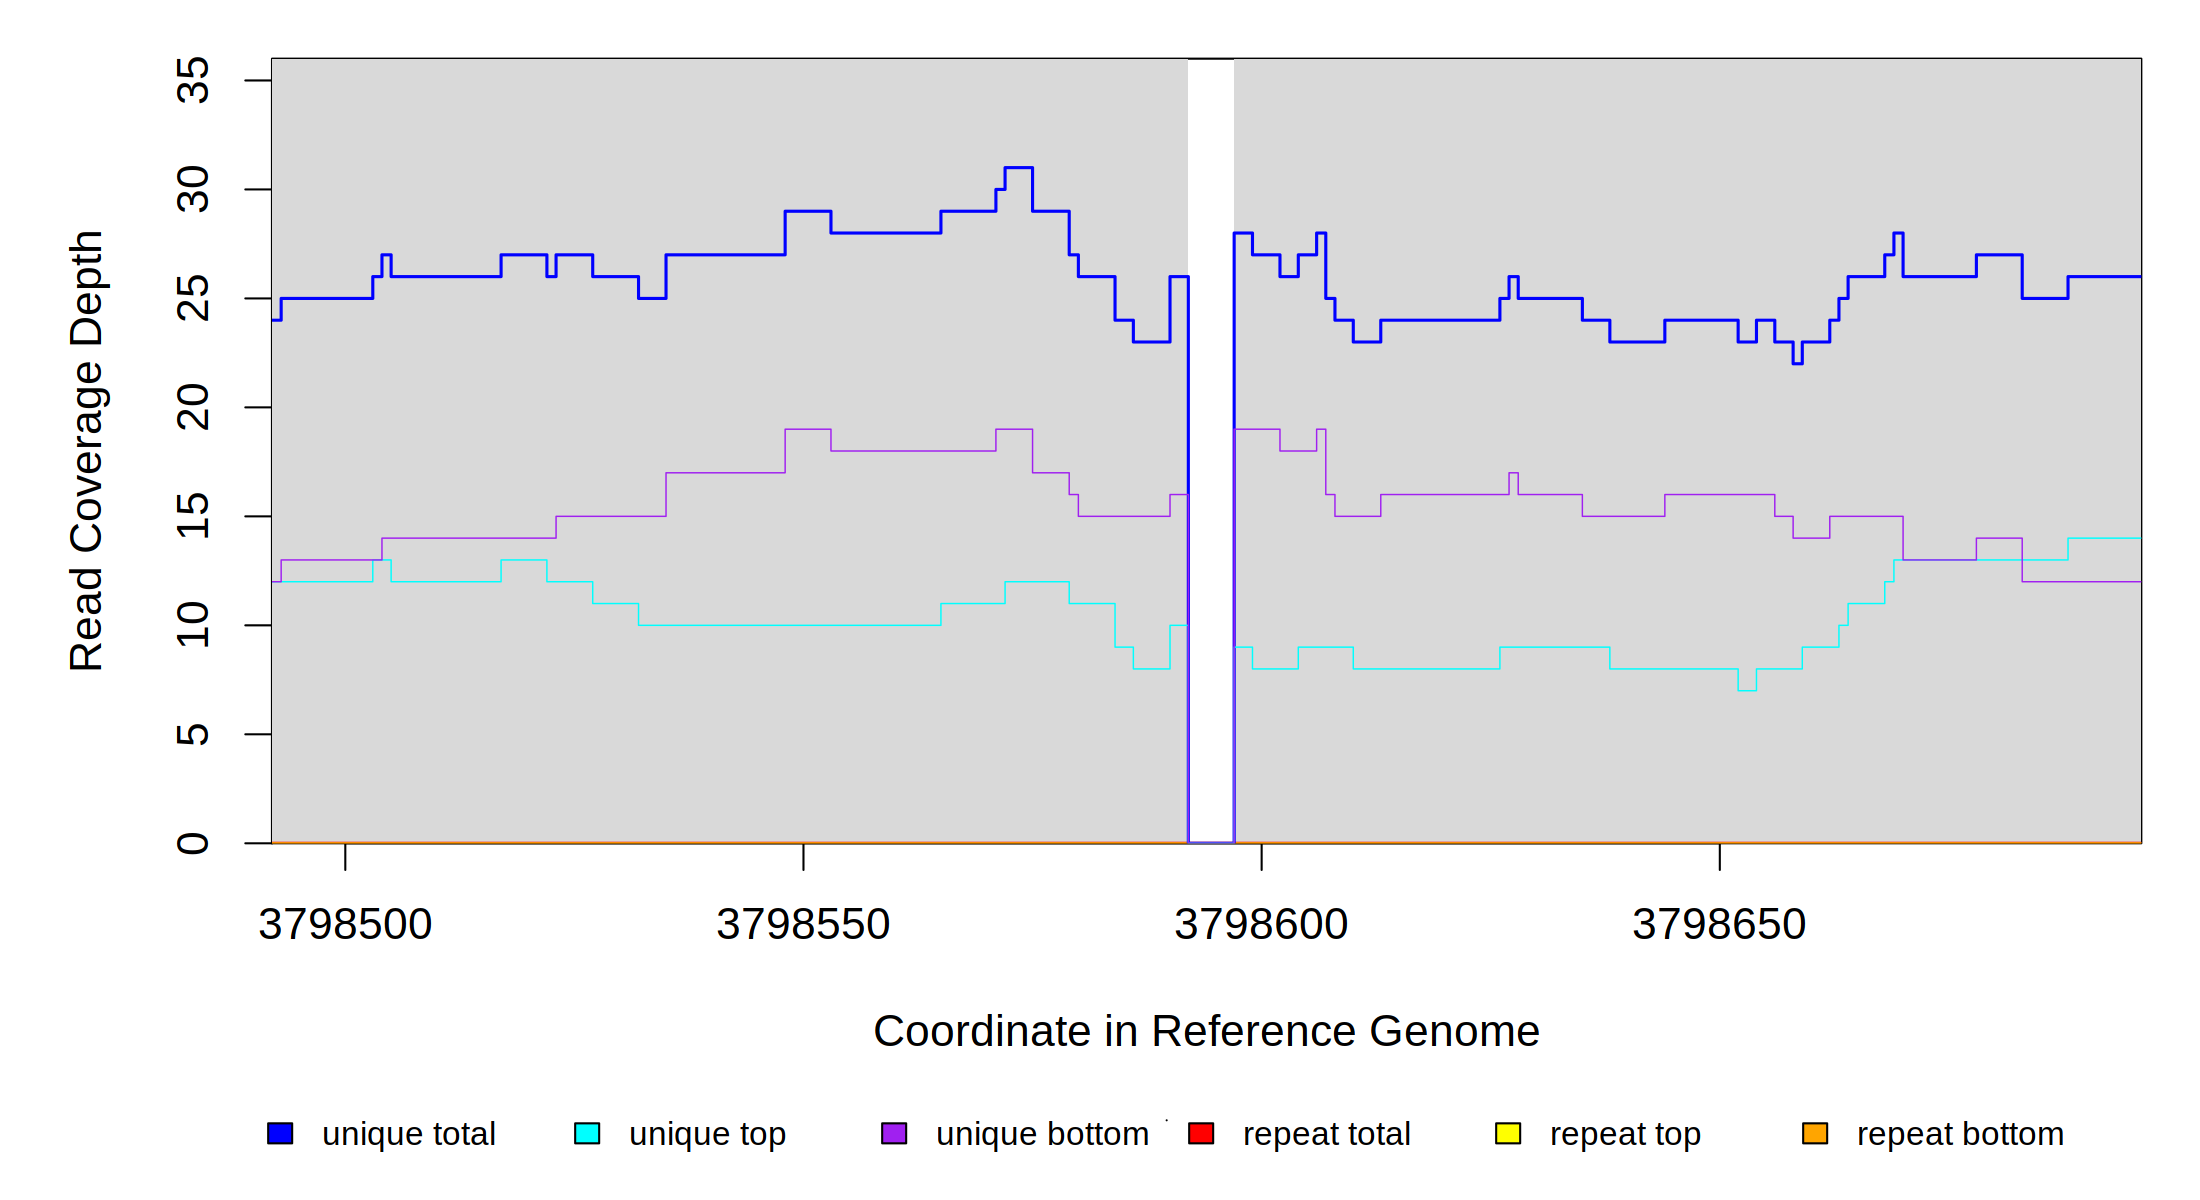 Read Coverage Depth
35
30
25
20
15
10
5
0
3798500 3798550 3798600 3798650
Coordinate in Reference Genome
unique total unique top unique bottom repeat total repeat top repeat bottom